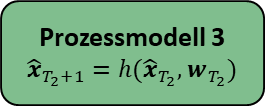 Prozessmodell 3
x̂_{T₂+1} = h(x̂_{T₂}, w_{T₂})